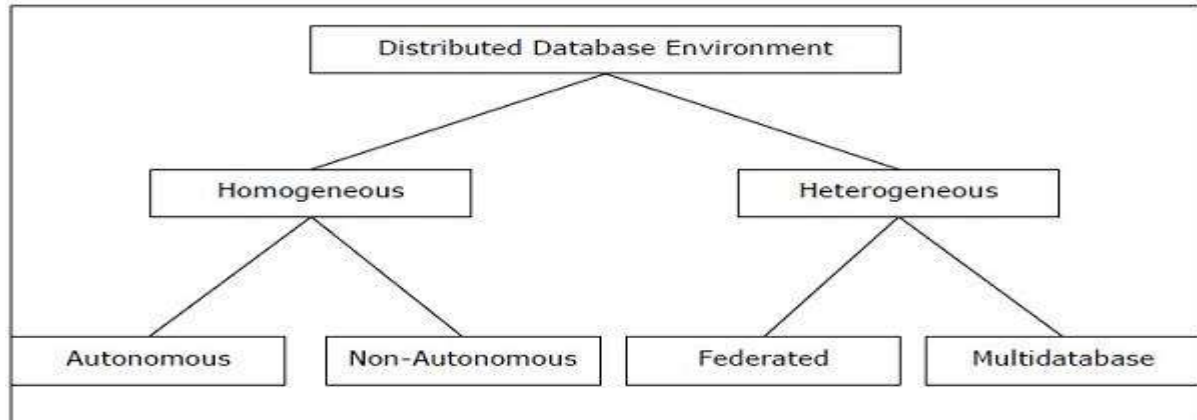 Distributed Database Environment
Homogeneous
Heterogeneous
Autonomous
Non-Autonomous
Federated
Multidatabase